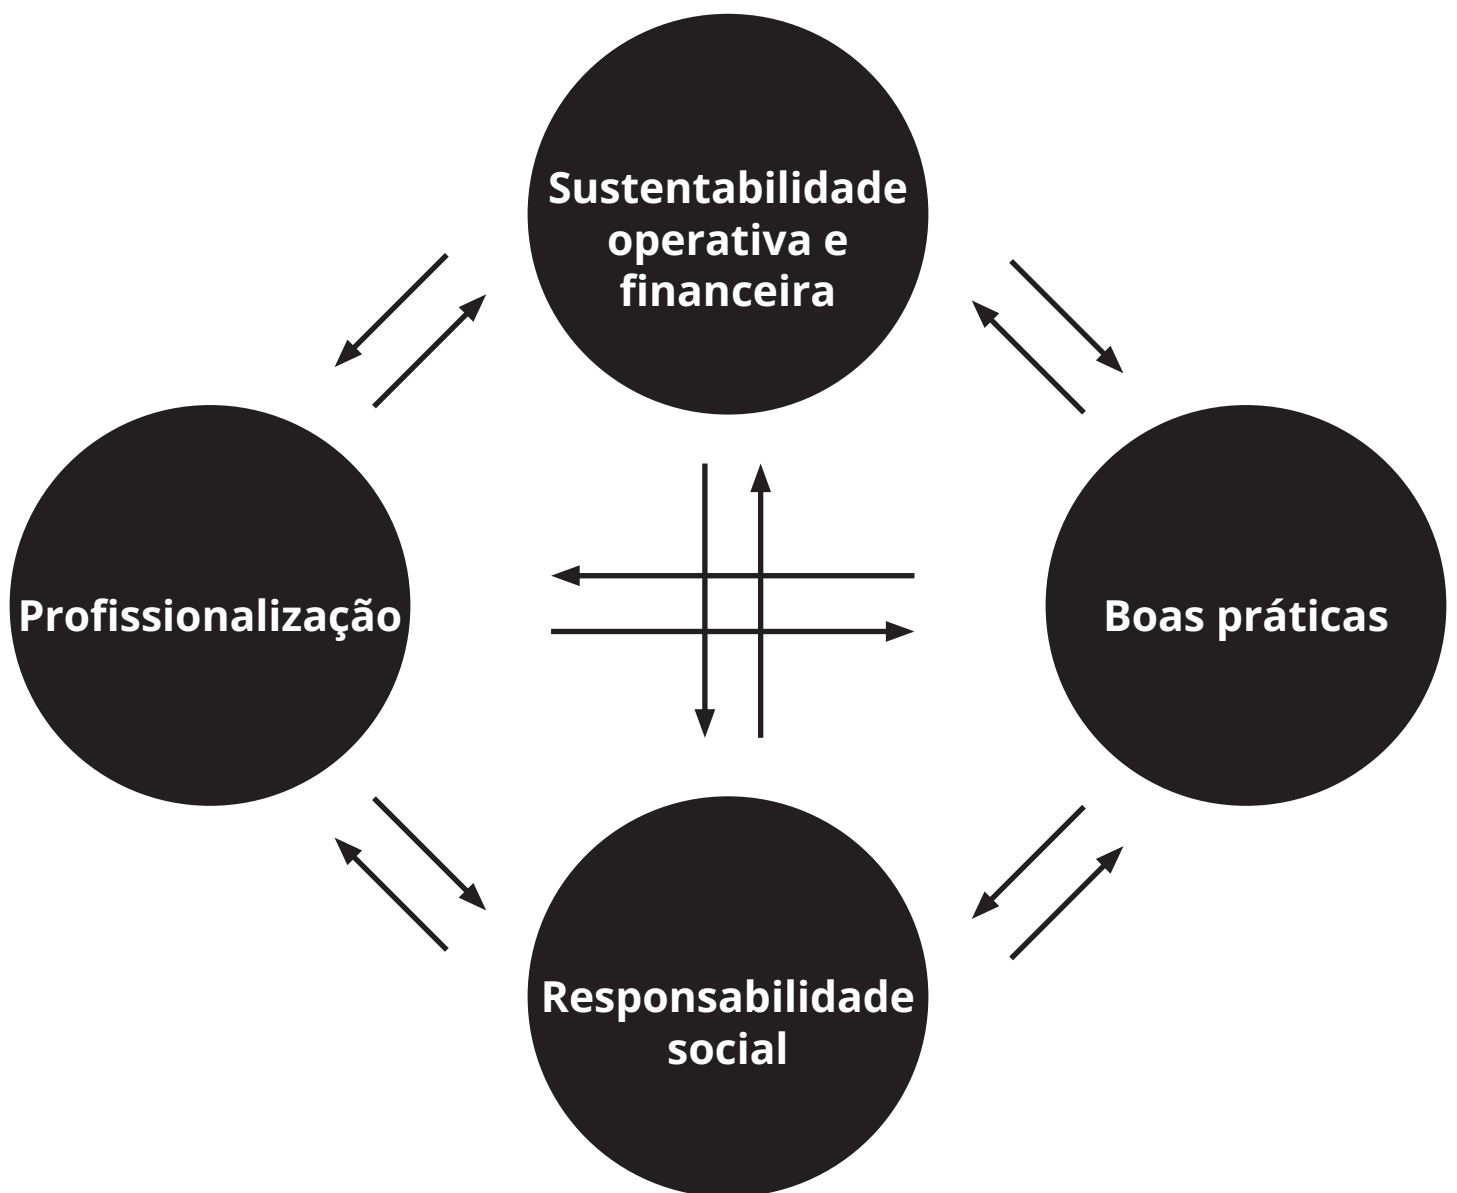 Sustentabilidade
operativa e
financeira
Profissionalização
Boas práticas
Responsabilidade
social